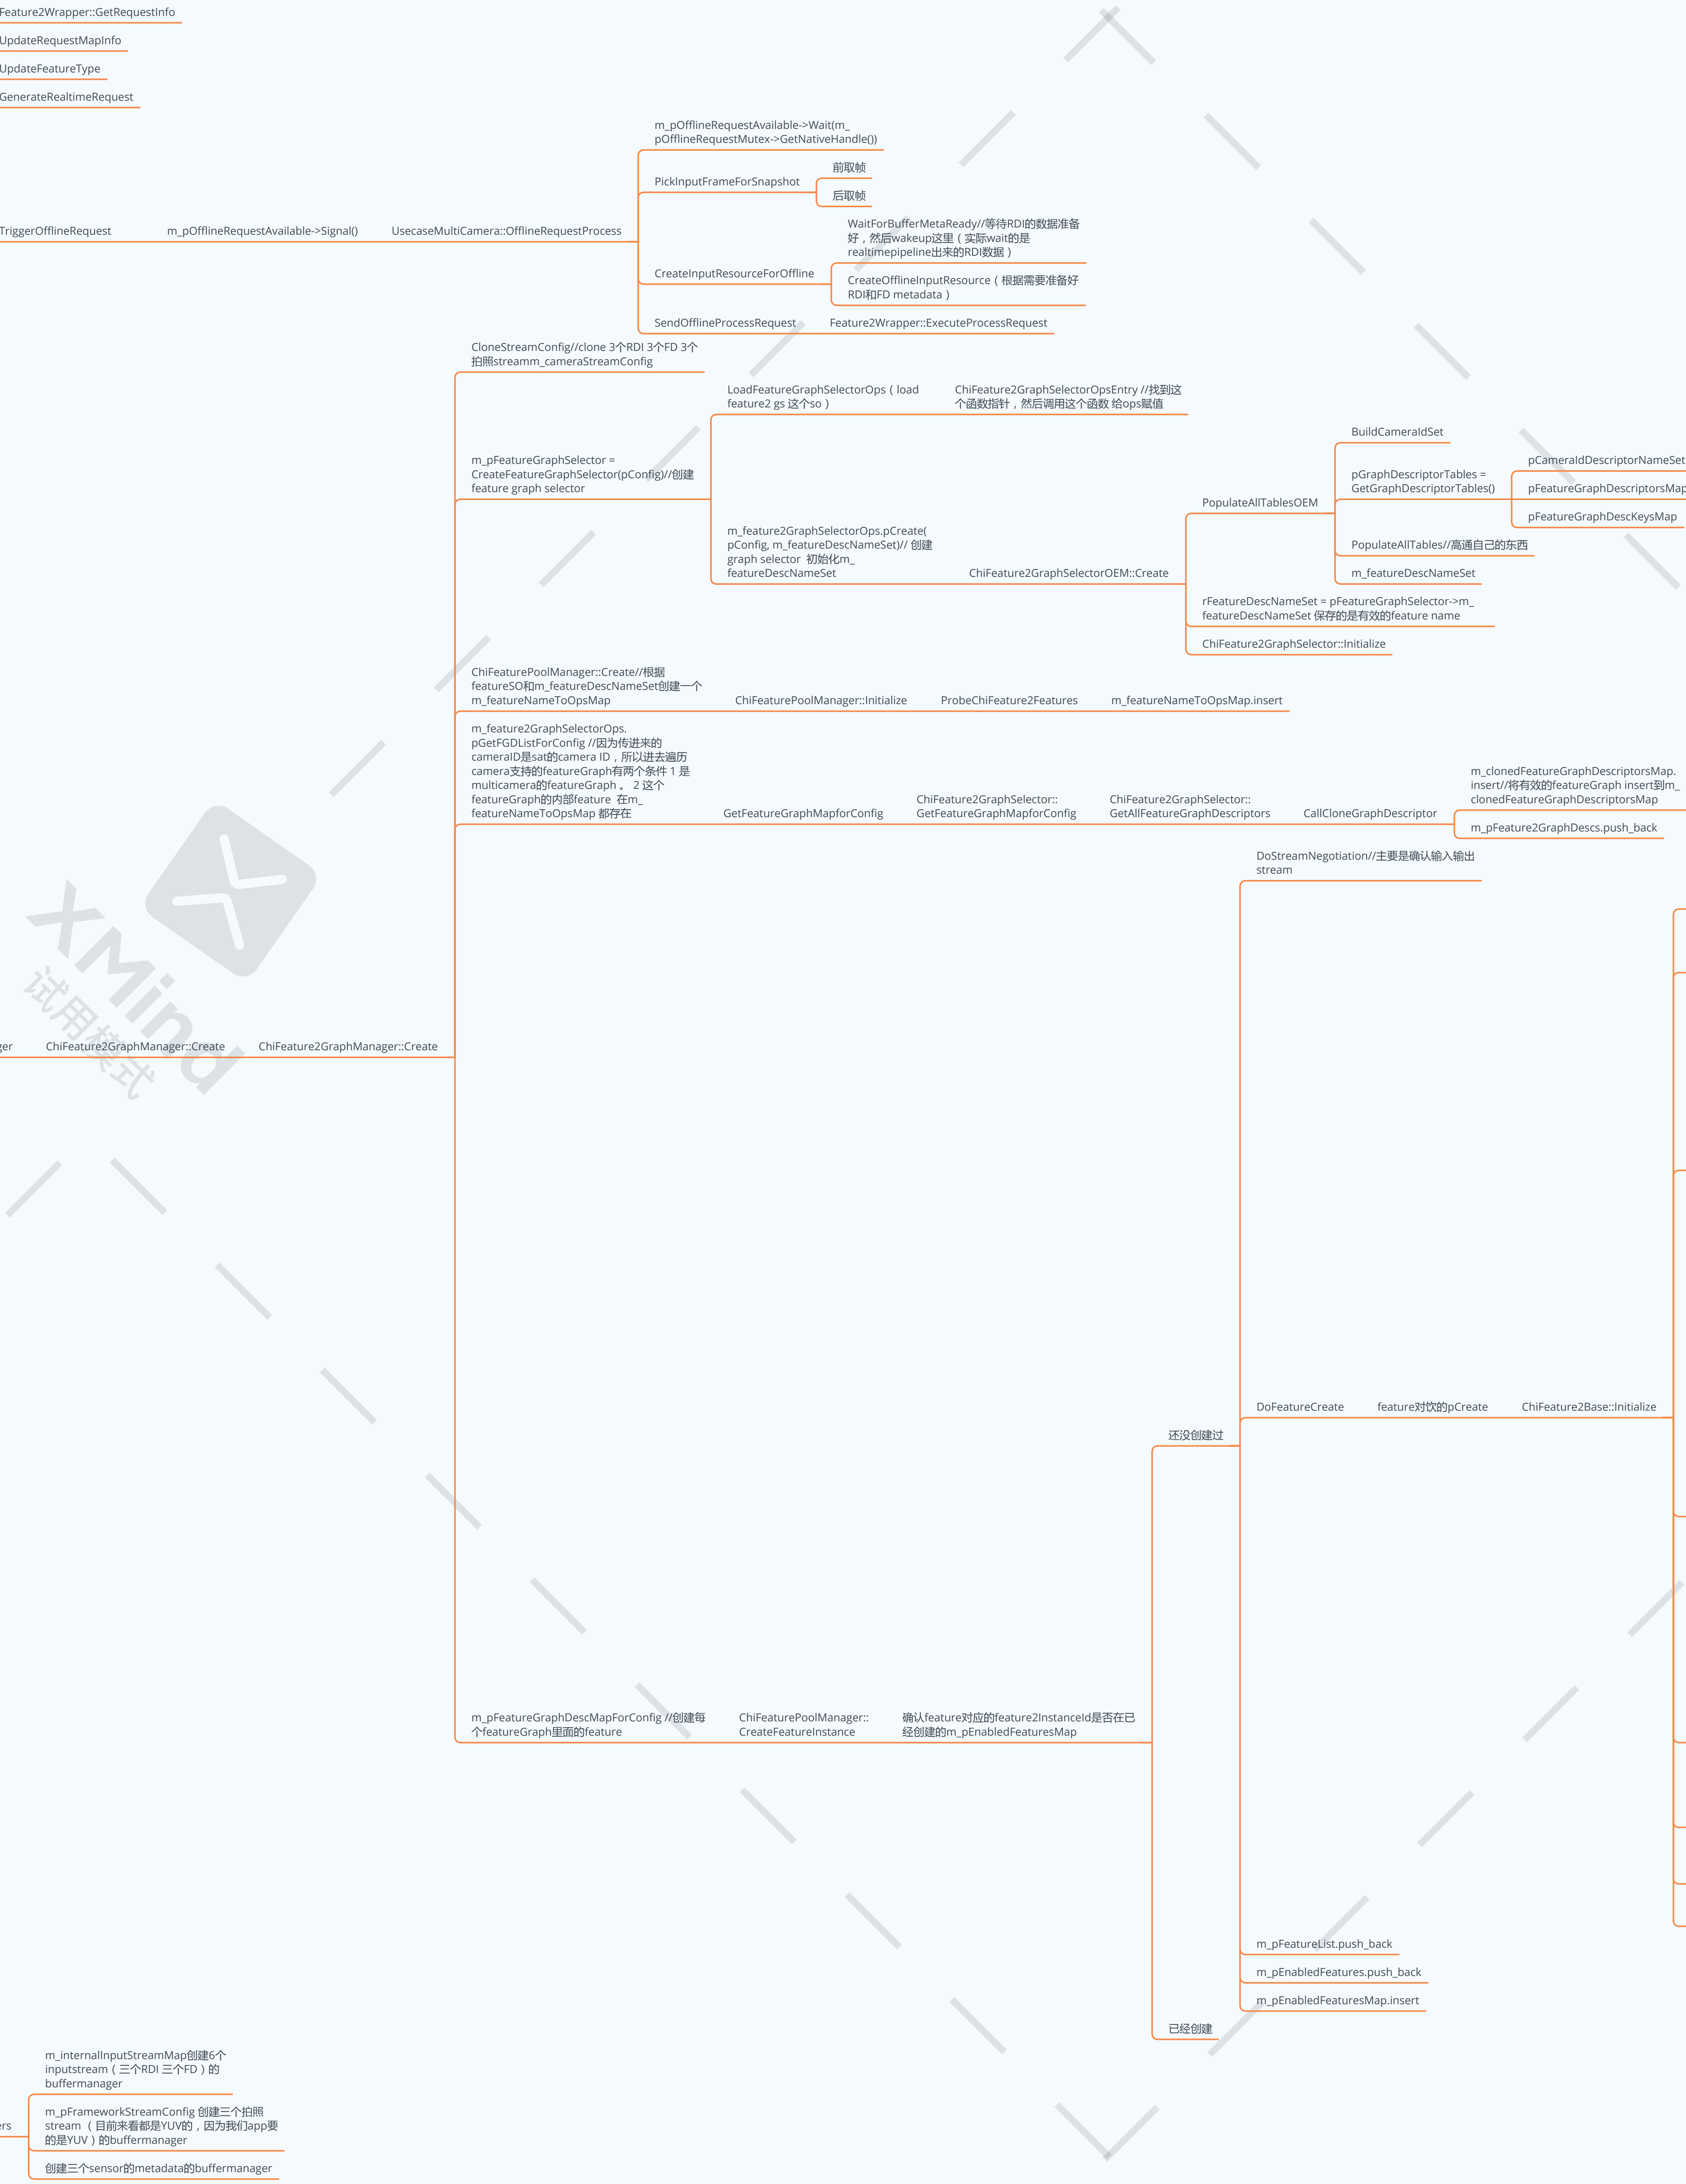 Feature2Wrapper::GetRequestInfo
UpdateRequestMapInfo
UpdateFeatureType
GenerateRealtimeRequest
TriggerOfflineRequest
m_pOfflineRequestAvailable->Signal()
UsecaseMultiCamera::OfflineRequestProcess
m_pOfflineRequestAvailable->Wait(m_
pOfflineRequestMutex->GetNativeHandle())
PickInputFrameForSnapshot
前取帧
后取帧
CreateInputResourceForOffline
WaitForBufferMetaReady//等待RDI的数据准备
好，然后wakeup这里（实际wait的是
realtimepipeline出来的RDI数据）
CreateOfflineInputResource（根据需要准备好
RDI和FD metadata）
SendOfflineProcessRequest
Feature2Wrapper::ExecuteProcessRequest
ger
ChiFeature2GraphManager::Create
ChiFeature2GraphManager::Create
CloneStreamConfig//clone 3个RDI 3个FD 3个
拍照streamm_cameraStreamConfig
m_pFeatureGraphSelector =
CreateFeatureGraphSelector(pConfig)//创建
feature graph selector
LoadFeatureGraphSelectorOps（load
feature2 gs 这个so）
ChiFeature2GraphSelectorOpsEntry //找到这
个函数指针，然后调用这个函数 给ops赋值
m_feature2GraphSelectorOps.pCreate(
pConfig, m_featureDescNameSet)// 创建
graph selector 初始化m_
featureDescNameSet
ChiFeature2GraphSelectorOEM::Create
PopulateAllTablesOEM
BuildCameraIdSet
pGraphDescriptorTables =
GetGraphDescriptorTables()
pCameraIdDescriptorNameSet
pFeatureGraphDescriptorsMap
pFeatureGraphDescKeysMap
PopulateAllTables//高通自己的东西
m_featureDescNameSet
rFeatureDescNameSet = pFeatureGraphSelector->m_
featureDescNameSet 保存的是有效的feature name
ChiFeature2GraphSelector::Initialize
ChiFeaturePoolManager::Create//根据
featureSO和m_featureDescNameSet创建一个
m_featureNameToOpsMap
ChiFeaturePoolManager::Initialize
ProbeChiFeature2Features
m_featureNameToOpsMap.insert
m_feature2GraphSelectorOps.
pGetFGDListForConfig //因为传进来的
cameraID是sat的camera ID，所以进去遍历
camera支持的featureGraph有两个条件 1 是
multicamera的featureGraph 。 2 这个
featureGraph的内部feature 在m_
featureNameToOpsMap 都存在
GetFeatureGraphMapforConfig
ChiFeature2GraphSelector::
GetFeatureGraphMapforConfig
ChiFeature2GraphSelector::
GetAllFeatureGraphDescriptors
CallCloneGraphDescriptor
m_clonedFeatureGraphDescriptorsMap.
insert//将有效的featureGraph insert到m_
clonedFeatureGraphDescriptorsMap
m_pFeature2GraphDescs.push_back
m_pFeatureGraphDescMapForConfig //创建每
个featureGraph里面的feature
ChiFeaturePoolManager::
CreateFeatureInstance
确认feature对应的feature2InstanceId是否在已
经创建的m_pEnabledFeaturesMap
还没创建过
DoStreamNegotiation//主要是确认输入输出
stream
DoFeatureCreate
feature对饮的pCreate
ChiFeature2Base::Initialize
m_pFeatureList.push_back
m_pEnabledFeatures.push_back
m_pEnabledFeaturesMap.insert
已经创建
ers
m_internalInputStreamMap创建6个
inputstream（三个RDI 三个FD）的
buffermanager
m_pFrameworkStreamConfig 创建三个拍照
stream （目前来看都是YUV的，因为我们app要
的是YUV）的buffermanager
创建三个sensor的metadata的buffermanager
XMind
试用模式